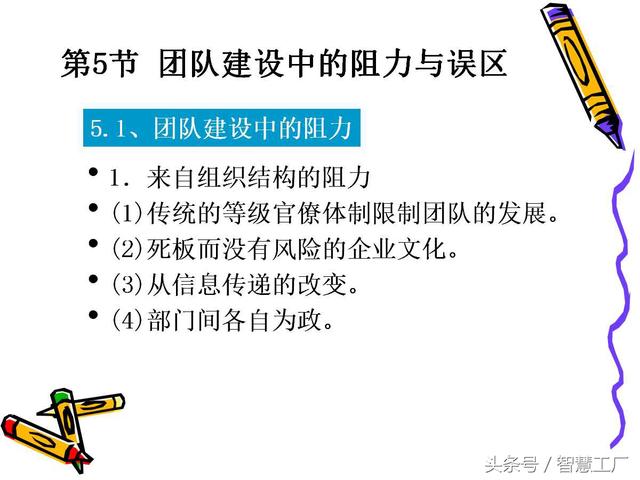 第5节 团队建设中的阻力与误区
5.1、团队建设中的阻力
• 1．来自组织结构的阻力
• (1)传统的等级官僚体制限制团队的发展。
• (2)死板而没有风险的企业文化。
• (3)从信息传递的改变。
• (4)部门间各自为政。
头条号 / 智慧工厂